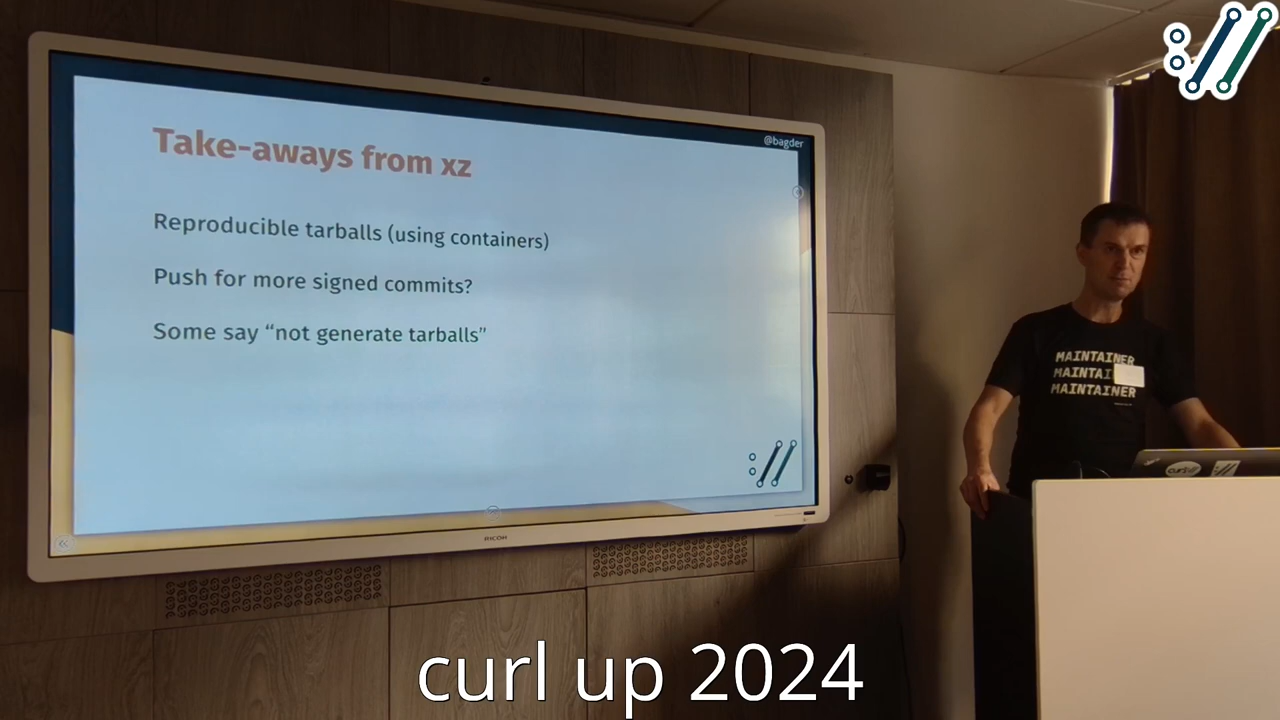 @bagder
Take-aways from xz
Reproducible tarballs (using containers)
Push for more signed commits?
Some say “not generate tarballs”
RICOH
MAINTAINER
MAINTAI
MAINTAINER
curl
curl up 2024